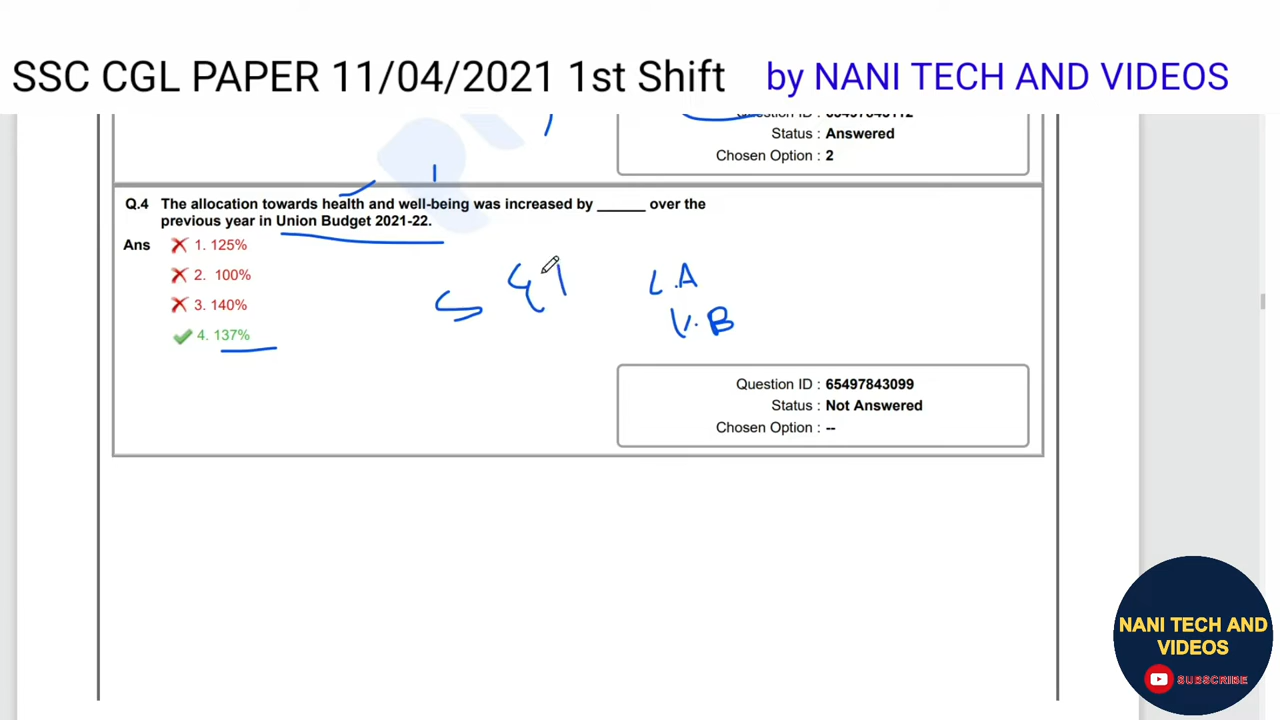 SSC CGL PAPER 11/04/2021 1st Shift by NANI TECH AND VIDEOS
Status : Answered
Chosen Option : 2
Q.4 The allocation towards health and well-being was increased by ______ over the
previous year in Union Budget 2021-22.
Ans 1. 125%
2. 100%
3. 140%
4. 137%
L.A
V.B
Question ID : 65497843099
Status : Not Answered
Chosen Option : --
NANI TECH AND
VIDEOS
SUBSCRIBE